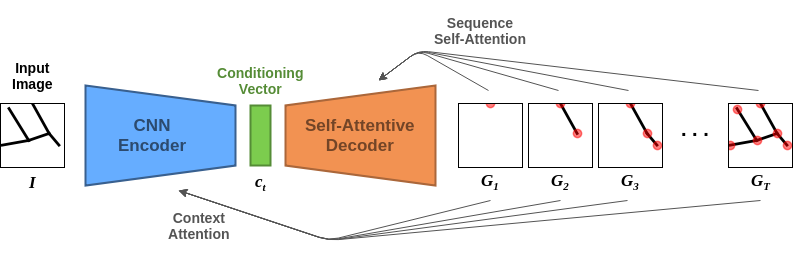 Sequence
Self-Attention
Input
Image
Conditioning
Vector
CNN
Encoder
Self-Attentive
Decoder
. . .
I
c_t
G_1
G_2
G_3
G_T
Context
Attention